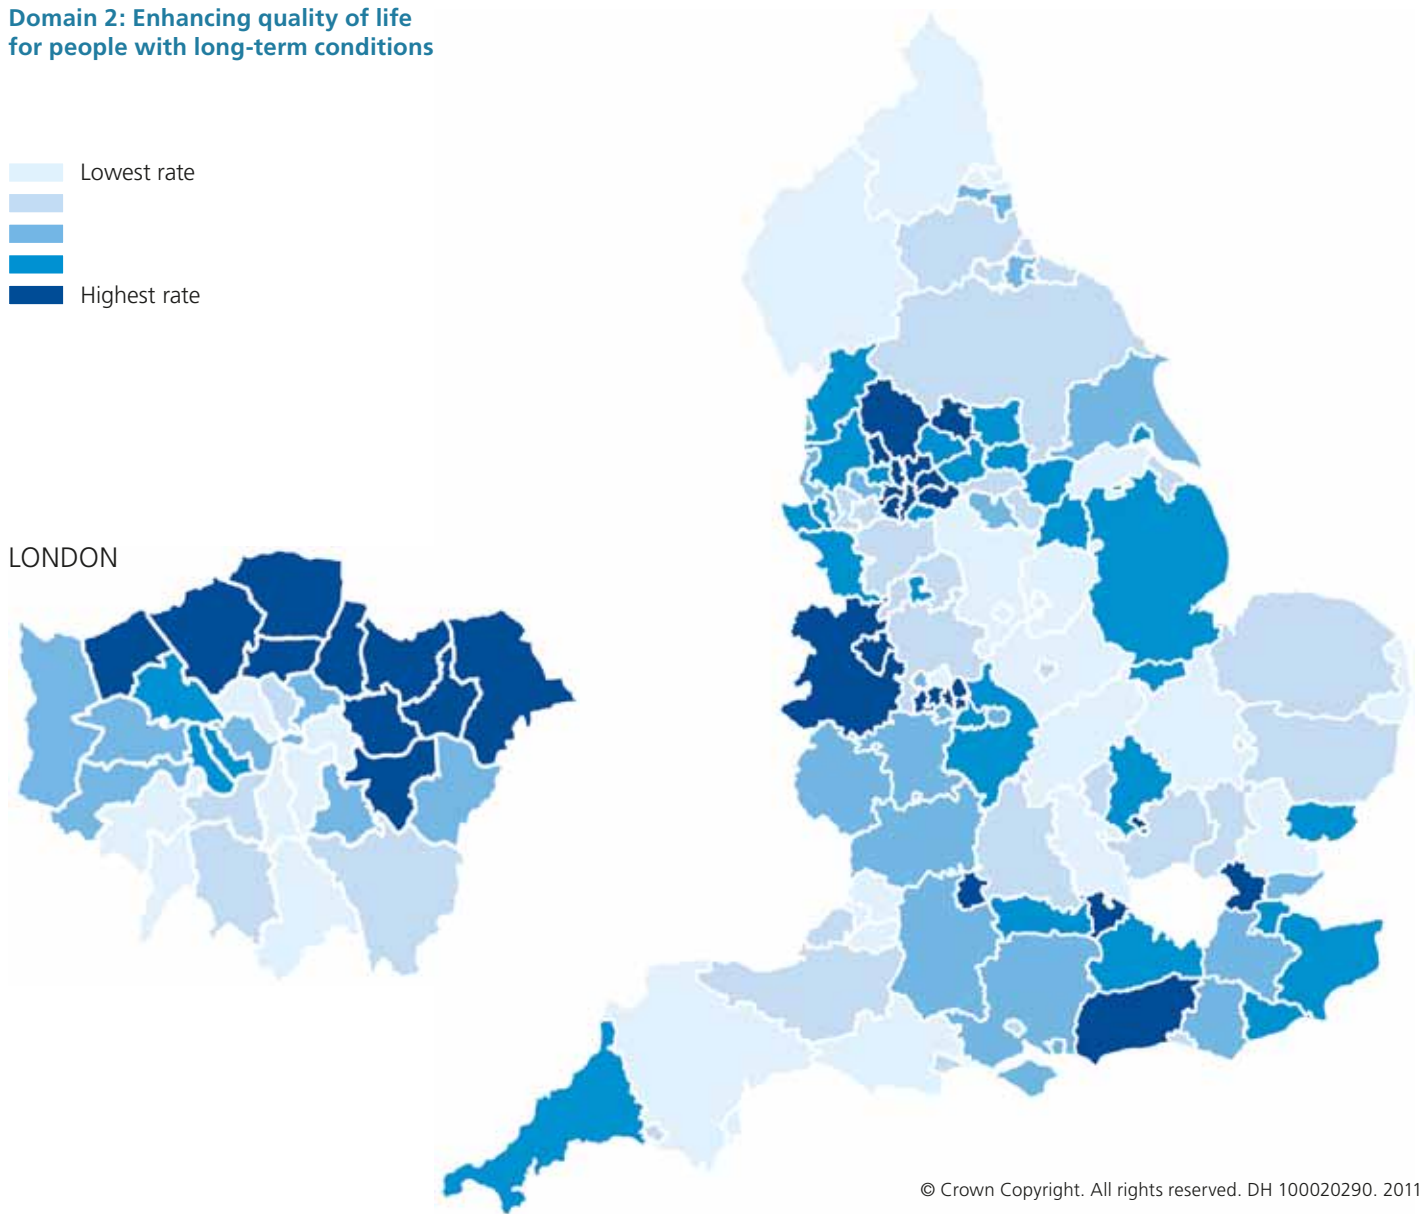 Domain 2: Enhancing quality of life
for people with long-term conditions
Lowest rate
Highest rate
LONDON
© Crown Copyright. All rights reserved. DH 100020290. 2011